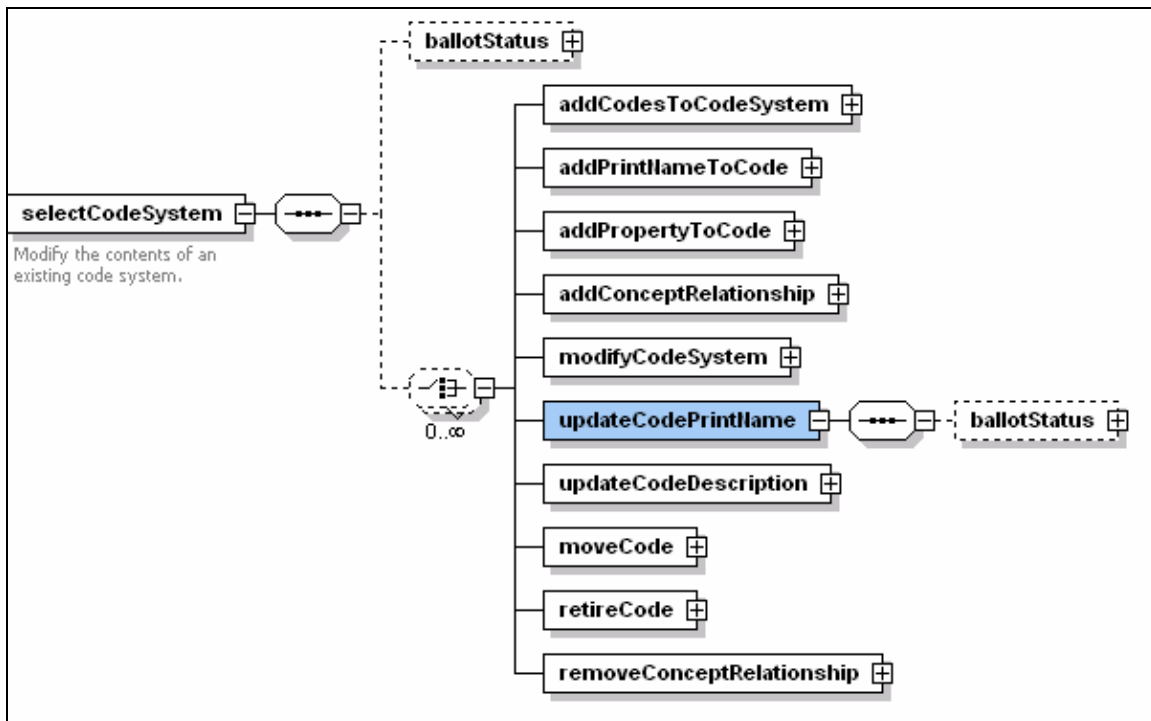 ballotStatus
addCodesToCodeSystem
addPrintNameToCode
selectCodeSystem
Modify the contents of an
existing code system.
addPropertyToCode
addConceptRelationship
modifyCodeSystem
0..∞
updateCodePrintName
ballotStatus
updateCodeDescription
moveCode
retireCode
removeConceptRelationship